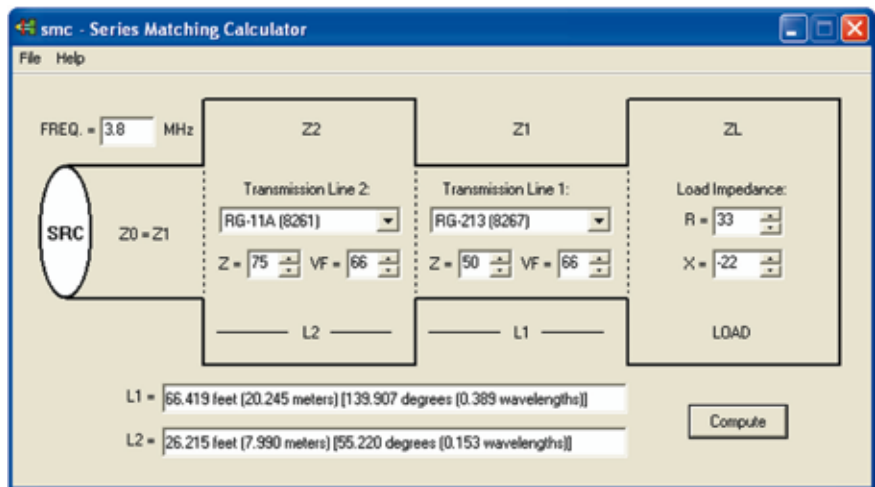 smc - Series Matching Calculator
File Help
FREQ. = 3.8 MHz
Z2
Z1
ZL
Transmission Line 2:
Transmission Line 1:
Load Impedance:
RG-11A (8261)
RG-213 (8267)
R = 33
SRC
Z0 = Z1
Z = 75 VF = 66
Z = 50 VF = 66
X = -22
L2
L1
LOAD
L1 = 66.419 feet (20.245 meters) [139.907 degrees (0.389 wavelengths)]
L2 = 26.215 feet (7.990 meters) [55.220 degrees (0.153 wavelengths)]
Compute